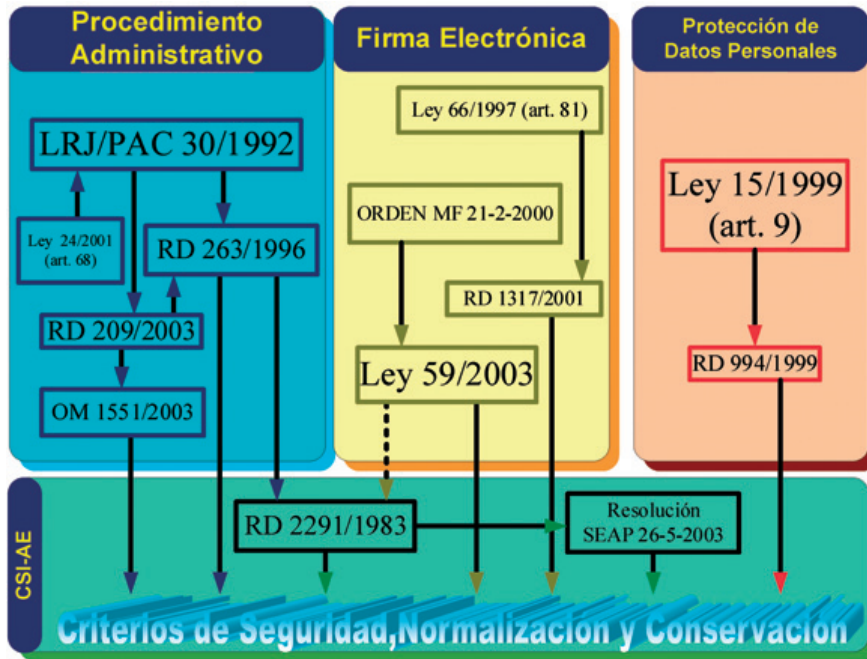 Procedimiento
Administrativo
LRJ/PAC 30/1992
Ley 24/2001
(art. 68)
RD 263/1996
RD 209/2003
OM 1551/2003
Firma Electrónica
Ley 66/1997 (art. 81)
ORDEN MF 21-2-2000
RD 1317/2001
Ley 59/2003
Protección de
Datos Personales
Ley 15/1999
(art. 9)
RD 994/1999
CSI-AE
RD 2291/1983
Resolución
SEAP 26-5-2003
Criterios de Seguridad,Normalización y Conservación